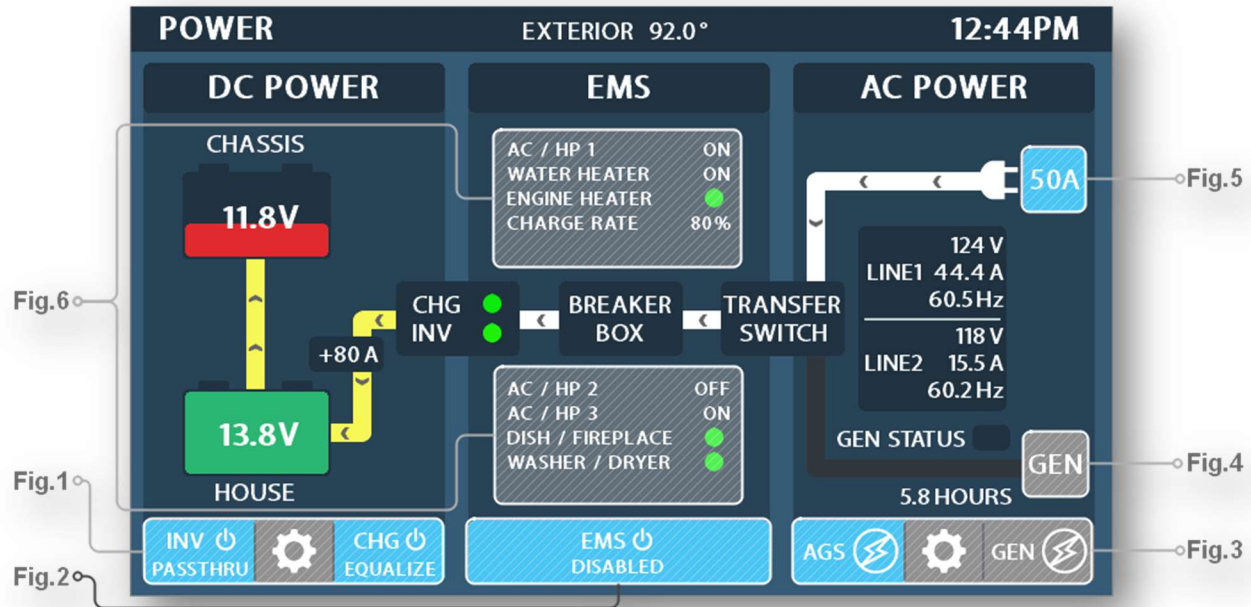 POWER
EXTERIOR 92.0°
12:44PM
DC POWER
CHASSIS
11.8V
+80 A
13.8V
HOUSE
INV
PASSTHRU
CHG
EQUALIZE
EMS
AC / HP 1 ON
WATER HEATER ON
ENGINE HEATER
CHARGE RATE 80%
CHG
INV
BREAKER
BOX
TRANSFER
SWITCH
AC / HP 2 OFF
AC / HP 3 ON
DISH / FIREPLACE
WASHER / DRYER
EMS
DISABLED
AC POWER
50A
124 V
LINE1 44.4 A
60.5 Hz
118 V
LINE2 15.5 A
60.2 Hz
GEN STATUS
GEN
5.8 HOURS
AGS
GEN
Fig.6
Fig.1
Fig.2
Fig.5
Fig.4
Fig.3